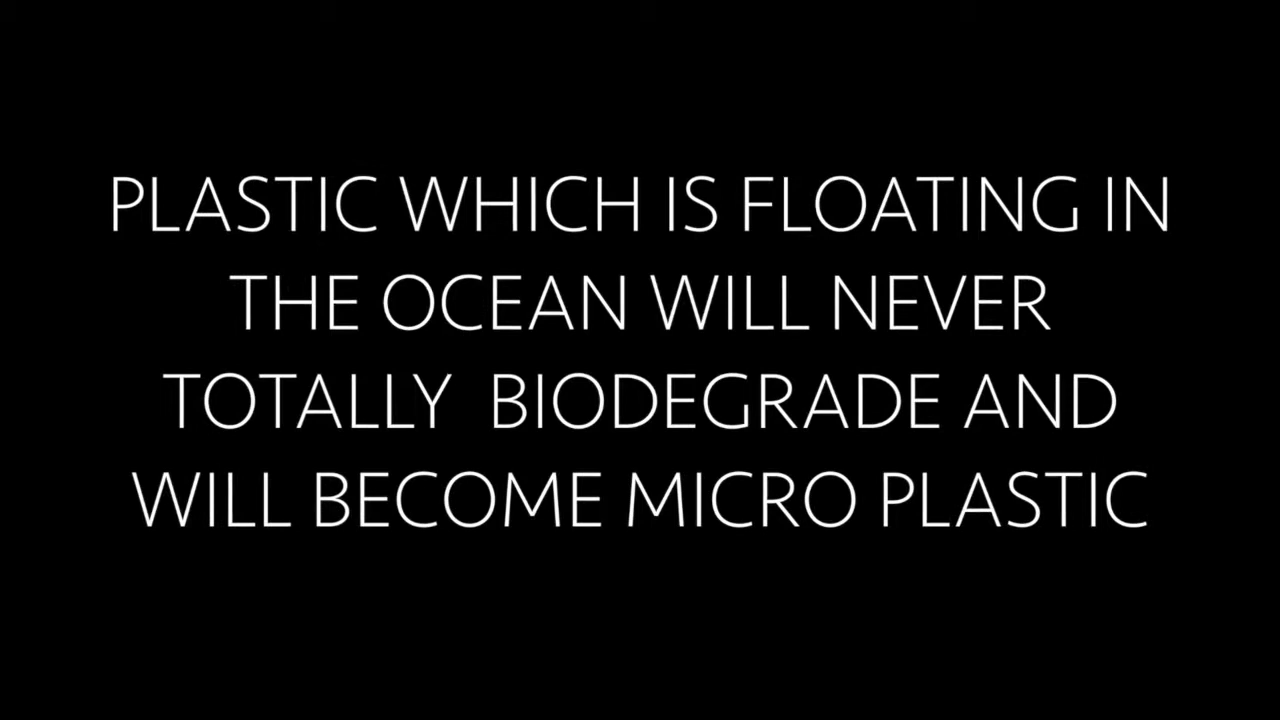 PLASTIC WHICH IS FLOATING IN
THE OCEAN WILL NEVER
TOTALLY  BIODEGRADE AND
WILL BECOME MICRO PLASTIC